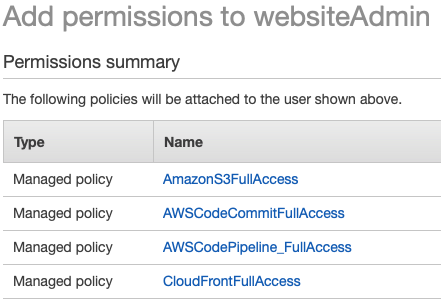 Add permissions to websiteAdmin
Permissions summary
The following policies will be attached to the user shown above.
Type Name
Managed policy AmazonS3FullAccess
Managed policy AWSCodeCommitFullAccess
Managed policy AWSCodePipeline_FullAccess
Managed policy CloudFrontFullAccess